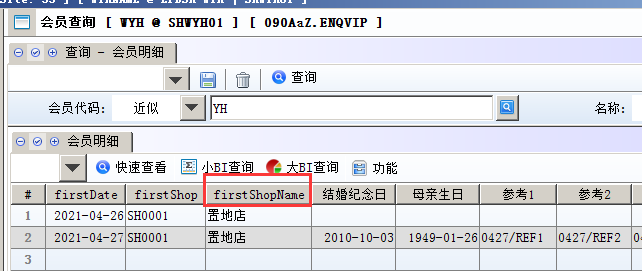 会员查询 [ WYH @ SHWYH01 ] [ 090AaZ.ENQVIP ]
查询 - 会员明细
查询
会员代码: 近似 YH 名称:
会员明细
快速查看 小BI查询 大BI查询 功能
# firstDate firstShop firstShopName 结婚纪念日 母亲生日 参考1 参考2
1 2021-04-26 SH0001 置地店
2 2021-04-27 SH0001 置地店 2010-10-03 1949-01-26 0427/REF1 0427/REF2
3